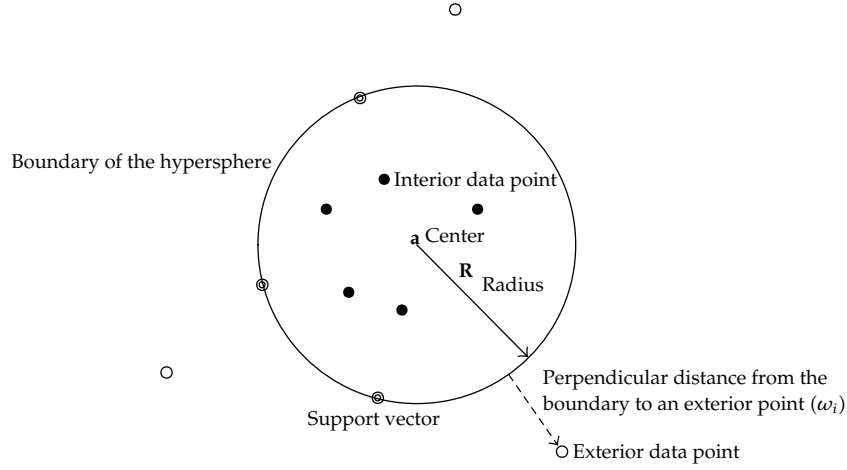 Boundary of the hypersphere
Interior data point
a Center
R
Radius
Perpendicular distance from the
boundary to an exterior point (ωᵢ)
Support vector
Exterior data point